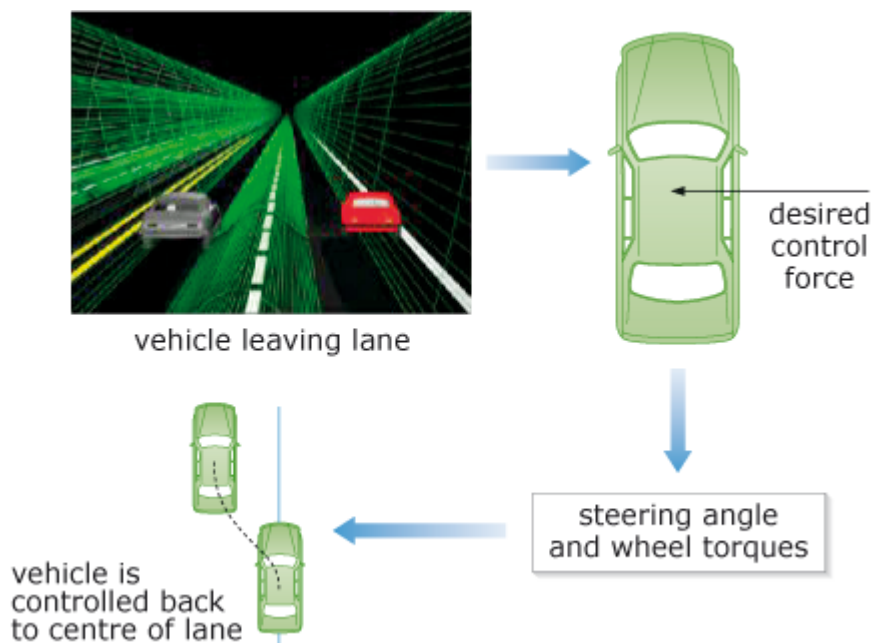 vehicle leaving lane
desired
control
force
steering angle
and wheel torques
vehicle is
controlled back
to centre of lane